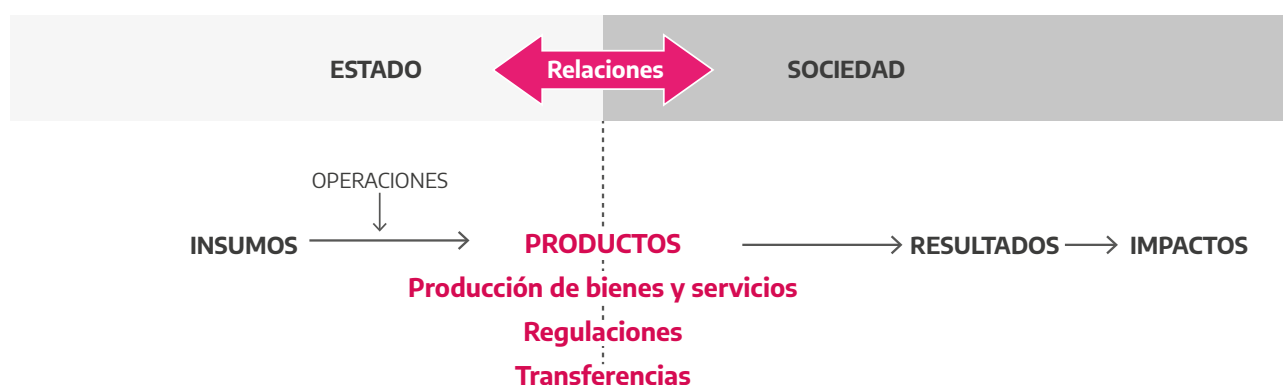 ESTADO
Relaciones
SOCIEDAD
OPERACIONES
INSUMOS
PRODUCTOS
RESULTADOS
IMPACTOS
Producción de bienes y servicios
Regulaciones
Transferencias